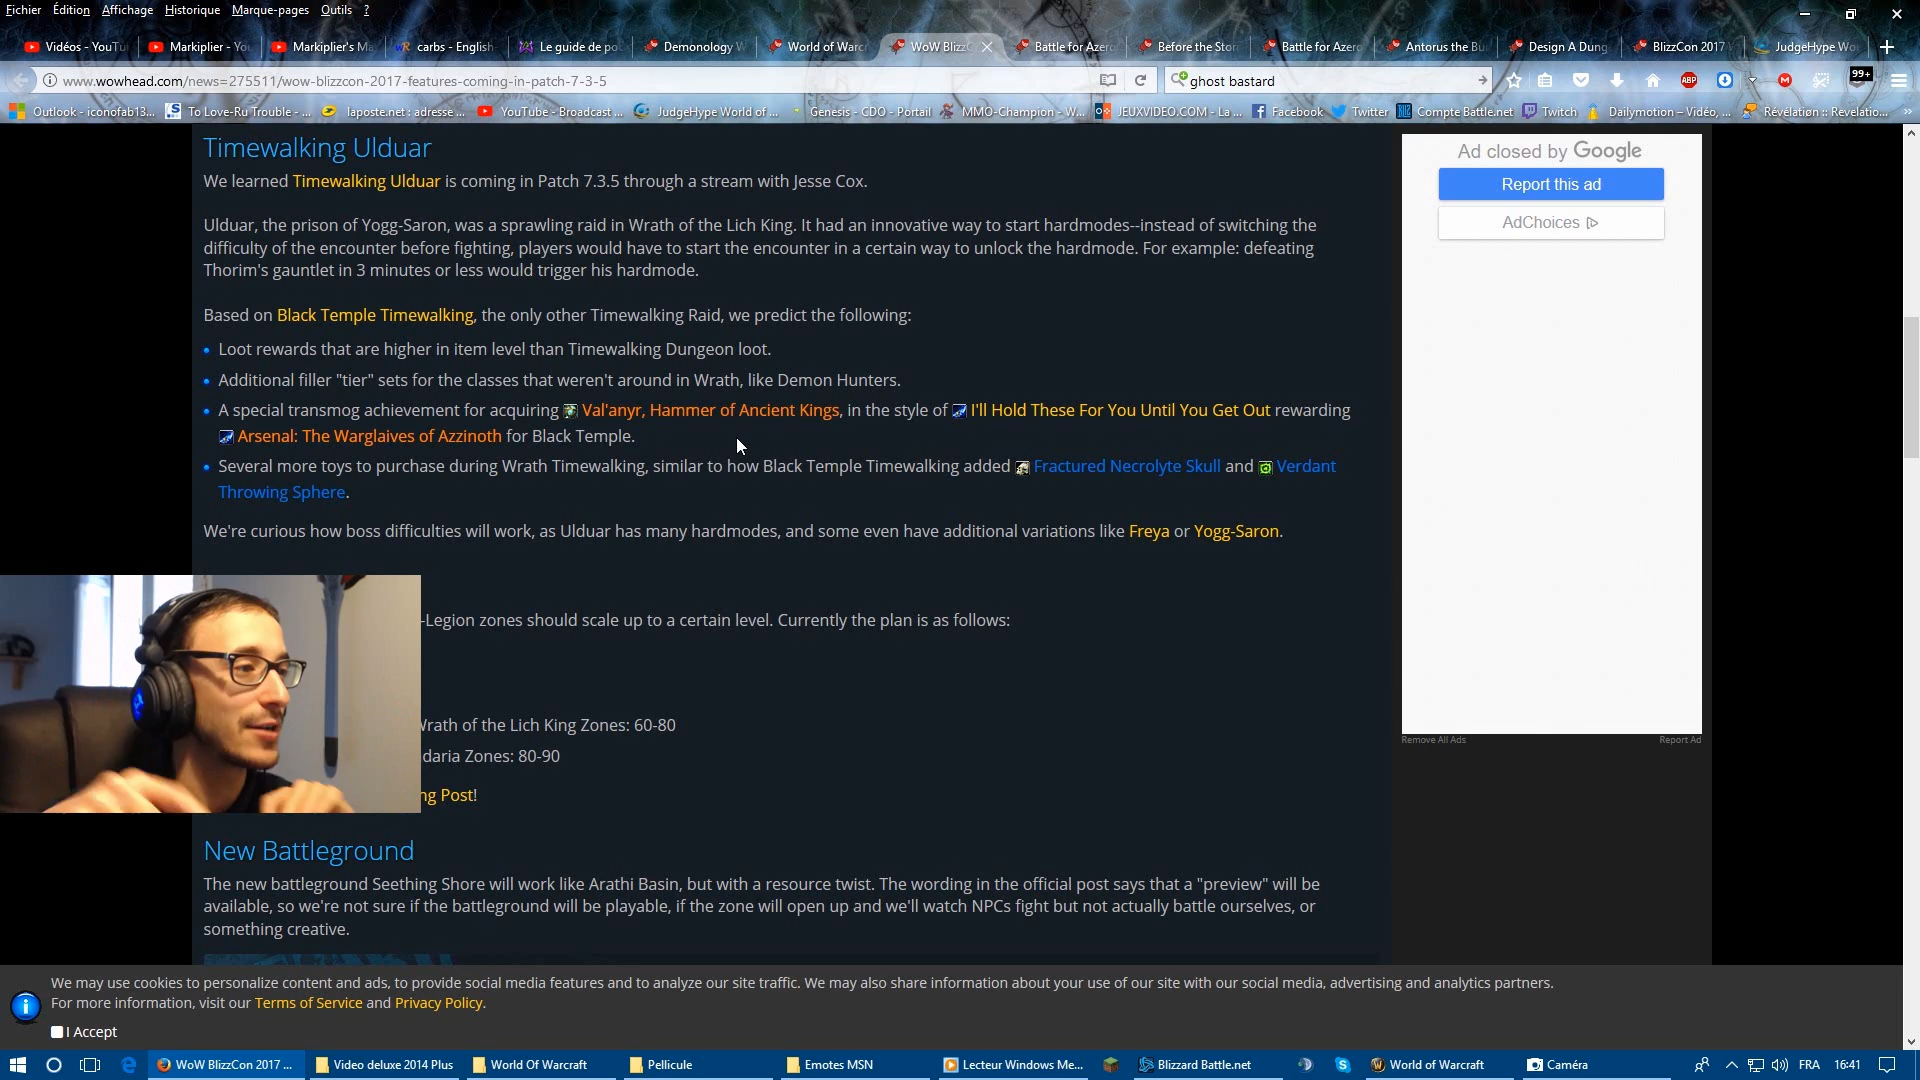 Fichier Édition Affichage Historique Marque-pages Outils ?
Vidéos - YouTu Markiplier - Yo Markiplier's Ma carbs - English Le guide de po Demonology W World of Warcr WoW BlizzC Battle for Azer Before the Stor Battle for Azero Antorus the Bu Design A Dung BlizzCon 2017 JudgeHype Wo
www.wowhead.com/news=275511/wow-blizzcon-2017-features-coming-in-patch-7-3-5 ghost bastard 99+
Outlook - iconofab13... To Love-Ru Trouble - ... laposte.net : adresse ... YouTube - Broadcast ... JudgeHype World of ... Genesis - CDO - Portail MMO-Champion - W... JEUXVIDEO.COM - La ... Facebook Twitter Compte Battle.net Twitch Dailymotion – Vidéo, ... Révélatiøn :: Revelatio...
Timewalking Ulduar
We learned Timewalking Ulduar is coming in Patch 7.3.5 through a stream with Jesse Cox.
Ulduar, the prison of Yogg-Saron, was a sprawling raid in Wrath of the Lich King. It had an innovative way to start hardmodes--instead of switching the
difficulty of the encounter before fighting, players would have to start the encounter in a certain way to unlock the hardmode. For example: defeating
Thorim's gauntlet in 3 minutes or less would trigger his hardmode.
Based on Black Temple Timewalking, the only other Timewalking Raid, we predict the following:
Loot rewards that are higher in item level than Timewalking Dungeon loot.
Additional filler "tier" sets for the classes that weren't around in Wrath, like Demon Hunters.
A special transmog achievement for acquiring Val'anyr, Hammer of Ancient Kings, in the style of I'll Hold These For You Until You Get Out rewarding
Arsenal: The Warglaives of Azzinoth for Black Temple.
Several more toys to purchase during Wrath Timewalking, similar to how Black Temple Timewalking added Fractured Necrolyte Skull and Verdant
Throwing Sphere.
We're curious how boss difficulties will work, as Ulduar has many hardmodes, and some even have additional variations like Freya or Yogg-Saron.
-Legion zones should scale up to a certain level. Currently the plan is as follows:
Wrath of the Lich King Zones: 60-80
daria Zones: 80-90
ng Post!
New Battleground
The new battleground Seething Shore will work like Arathi Basin, but with a resource twist. The wording in the official post says that a "preview" will be
available, so we're not sure if the battleground will be playable, if the zone will open up and we'll watch NPCs fight but not actually battle ourselves, or
something creative.
Ad closed by Google
Report this ad
AdChoices
Remove All Ads Report Ad
We may use cookies to personalize content and ads, to provide social media features and to analyze our site traffic. We may also share information about your use of our site with our social media, advertising and analytics partners.
For more information, visit our Terms of Service and Privacy Policy.
I Accept
WoW BlizzCon 2017 ... Video deluxe 2014 Plus World Of Warcraft Pellicule Emotes MSN Lecteur Windows Me... Blizzard Battle.net World of Warcraft Caméra FRA 16:41